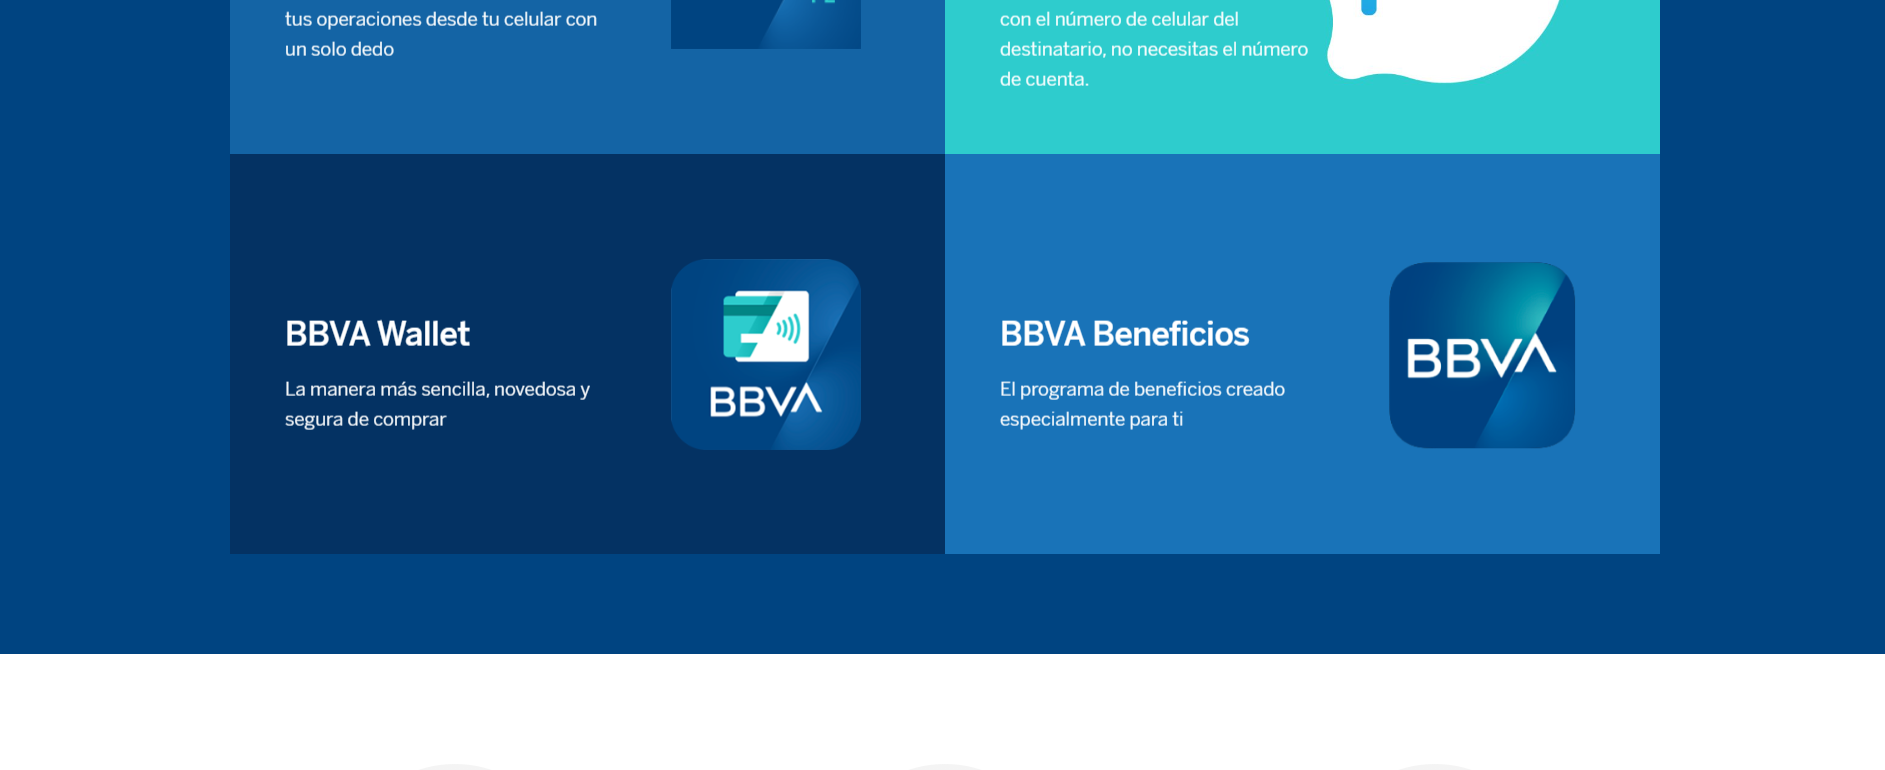 tus operaciones desde tu celular con
un solo dedo
con el número de celular del
destinatario, no necesitas el número
de cuenta.
BBVA Wallet
La manera más sencilla, novedosa y
segura de comprar
BBVA
BBVA Beneficios
El programa de beneficios creado
especialmente para ti
BBVA